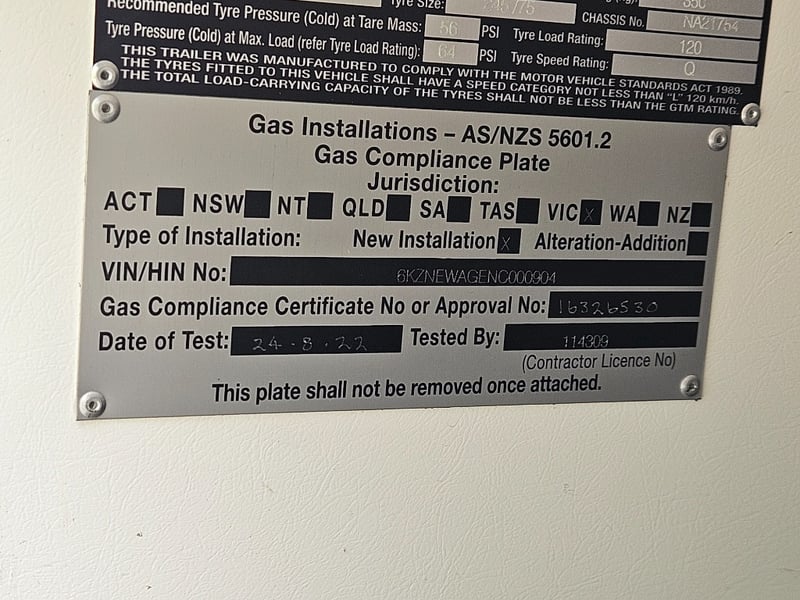 Tyre Size: 245/75 350
Recommended Tyre Pressure (Cold) at Tare Mass: 56 PSI CHASSIS No. NA21754
Tyre Pressure (Cold) at Max. Load (refer Tyre Load Rating): 64 PSI Tyre Load Rating: 120
Tyre Speed Rating: Q
THIS TRAILER WAS MANUFACTURED TO COMPLY WITH THE MOTOR VEHICLE STANDARDS ACT 1989.
THE TYRES FITTED TO THIS VEHICLE SHALL HAVE A SPEED CATEGORY NOT LESS THAN "L" 120 km/h.
THE TOTAL LOAD-CARRYING CAPACITY OF THE TYRES SHALL NOT BE LESS THAN THE GTM RATING.
Gas Installations – AS/NZS 5601.2
Gas Compliance Plate
Jurisdiction:
ACT NSW NT QLD SA TAS VIC X WA NZ
Type of Installation: New Installation X Alteration-Addition
VIN/HIN No: 6KZNEWAGENC000904
Gas Compliance Certificate No or Approval No: 16326530
Date of Test: 24.8.22 Tested By: 114309
(Contractor Licence No)
This plate shall not be removed once attached.